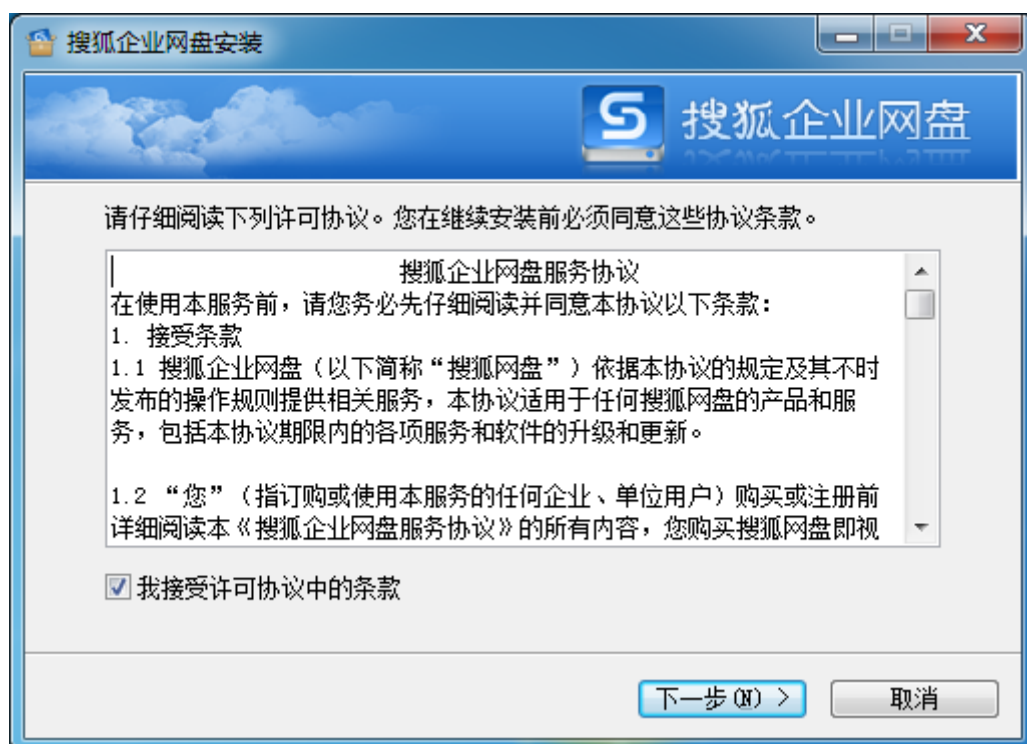 搜狐企业网盘安装
搜狐企业网盘
请仔细阅读下列许可协议。您在继续安装前必须同意这些协议条款。
搜狐企业网盘服务协议
在使用本服务前，请您务必先仔细阅读并同意本协议以下条款：
1. 接受条款
1.1 搜狐企业网盘（以下简称“搜狐网盘”）依据本协议的规定及其不时
发布的操作规则提供相关服务，本协议适用于任何搜狐网盘的产品和服
务，包括本协议期限内的各项服务和软件的升级和更新。
1.2 “您”（指订购或使用本服务的任何企业、单位用户）购买或注册前
详细阅读本《搜狐企业网盘服务协议》的所有内容，您购买搜狐网盘即视
我接受许可协议中的条款
下一步(N) >
取消